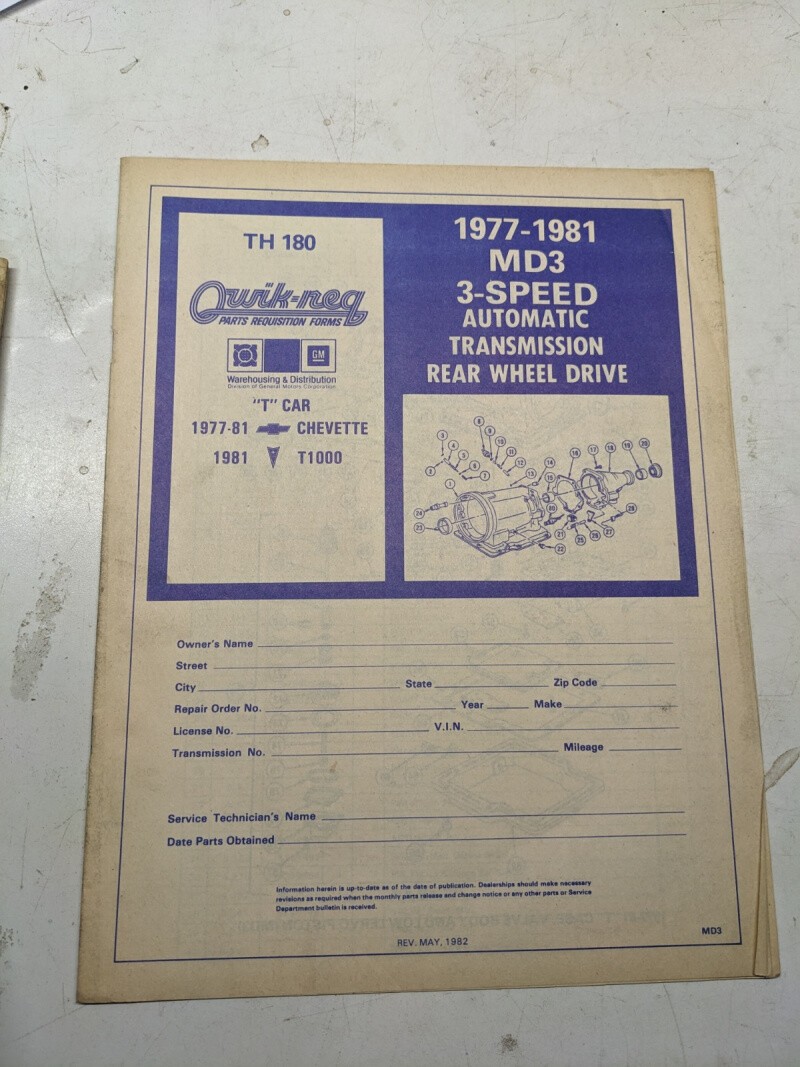 TH 180
Qwik-req
PARTS REQUISITION FORMS
GM
Warehousing & Distribution
Division of General Motors Corporation
"T" CAR
1977-81 CHEVETTE
1981 T1000
1977-1981
MD3
3-SPEED
AUTOMATIC
TRANSMISSION
REAR WHEEL DRIVE
Owner's Name
Street
City State Zip Code
Repair Order No. Year Make
License No. V.I.N.
Transmission No. Mileage
Service Technician's Name
Date Parts Obtained
Information herein is up-to-date as of the date of publication. Dealerships should make necessary
revisions as required when the monthly parts release and change notice or any other parts or Service
Department bulletin is received.
MD3
REV. MAY, 1982